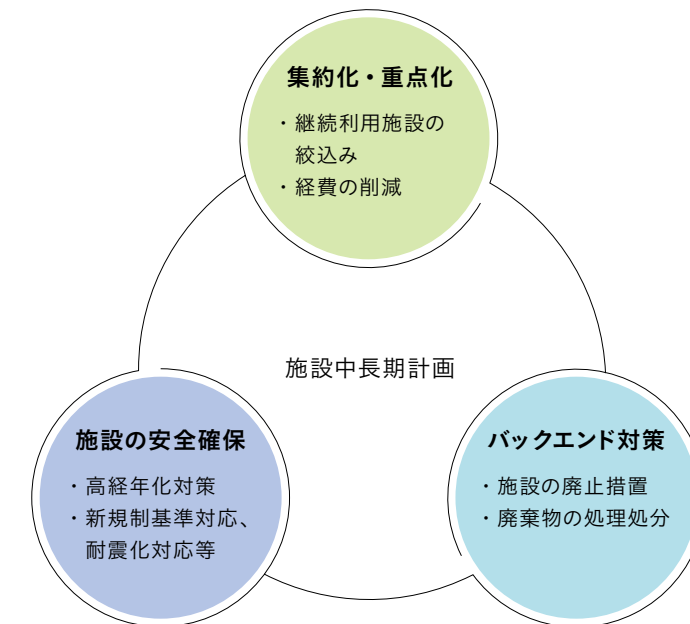 集約化・重点化
・継続利用施設の
絞込み
・経費の削減
施設中長期計画
施設の安全確保
・高経年化対策
・新規制基準対応、
耐震化対応等
バックエンド対策
・施設の廃止措置
・廃棄物の処理処分